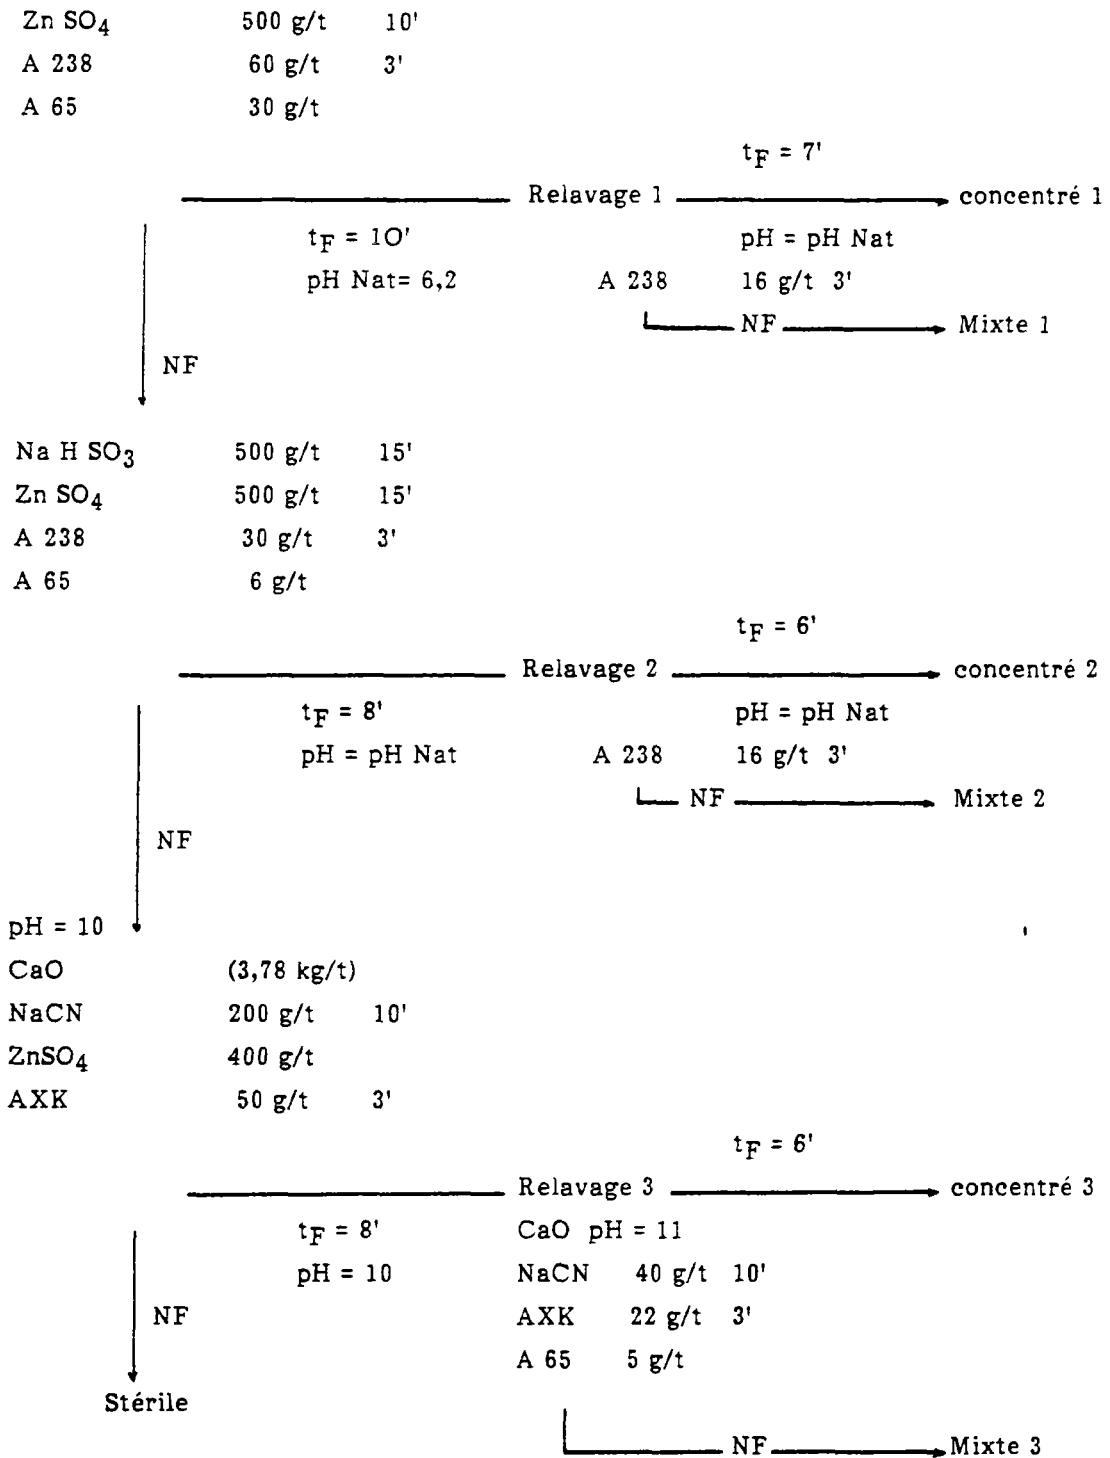 Zn SO4 500 g/t 10'
A 238 60 g/t 3'
A 65 30 g/t
tF = 7'
Relavage 1 concentré 1
tF = 10' pH = pH Nat
pH Nat= 6,2 A 238 16 g/t 3'
NF Mixte 1
NF
Na H SO3 500 g/t 15'
Zn SO4 500 g/t 15'
A 238 30 g/t 3'
A 65 6 g/t
tF = 6'
Relavage 2 concentré 2
tF = 8' pH = pH Nat
pH = pH Nat A 238 16 g/t 3'
NF Mixte 2
NF
pH = 10
CaO (3,78 kg/t)
NaCN 200 g/t 10'
ZnSO4 400 g/t
AXK 50 g/t 3'
tF = 6'
Relavage 3 concentré 3
tF = 8' CaO pH = 11
pH = 10 NaCN 40 g/t 10'
NF AXK 22 g/t 3'
A 65 5 g/t
Stérile
NF Mixte 3